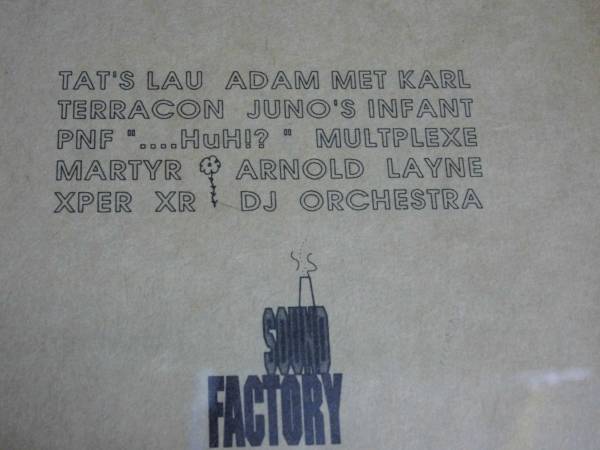 TAT'S LAU ADAM MET KARL
TERRACON JUNO'S INFANT
PNF "....HuH!? " MULTPLEXE
MARTYR ARNOLD LAYNE
XPER XR DJ ORCHESTRA
SOUND
FACTORY